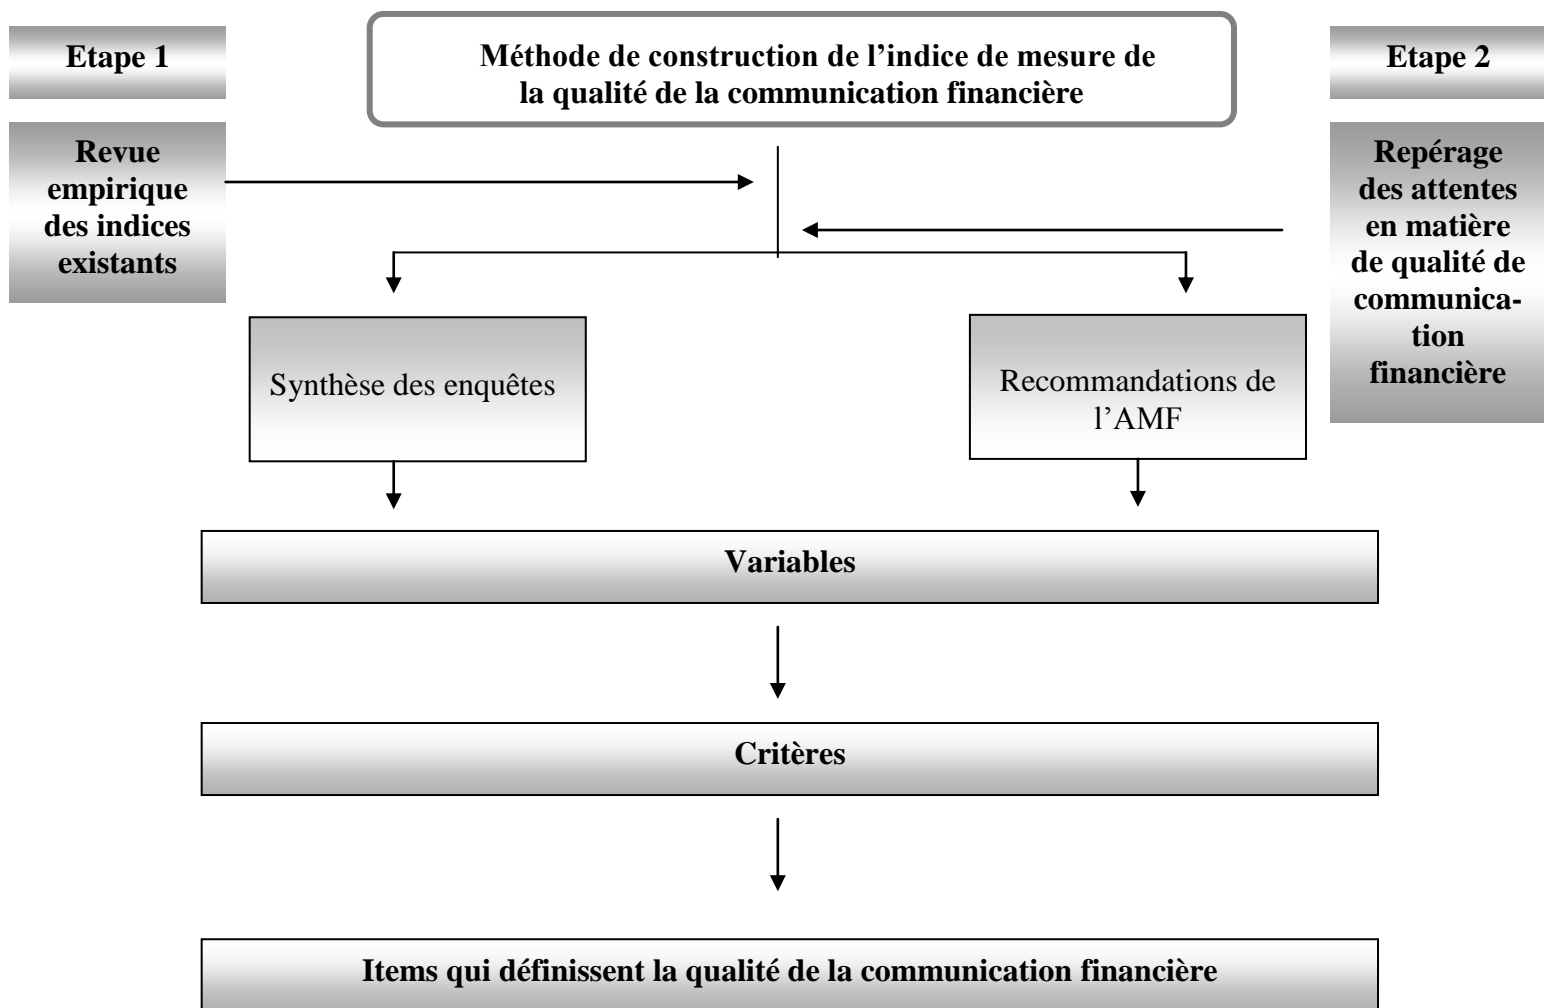 Etape 1
Méthode de construction de l’indice de mesure de
la qualité de la communication financière
Etape 2
Revue
empirique
des indices
existants
Repérage
des attentes
en matière
de qualité de
communica-
tion
financière
Synthèse des enquêtes
Recommandations de
l’AMF
Variables
Critères
Items qui définissent la qualité de la communication financière